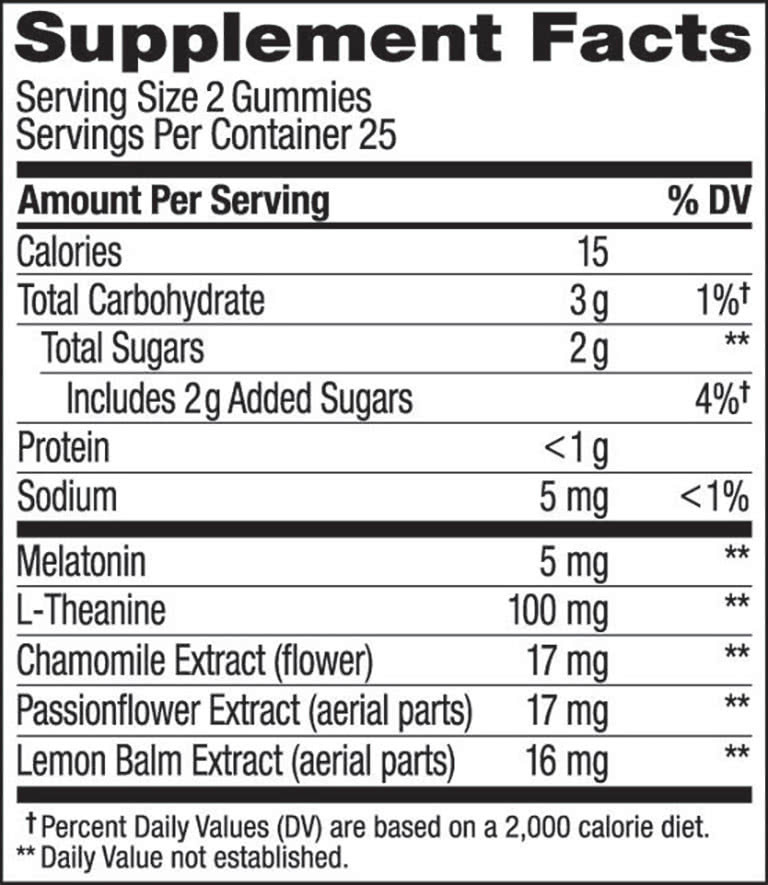 Supplement Facts
Serving Size 2 Gummies
Servings Per Container 25
Amount Per Serving % DV
Calories 15
Total Carbohydrate 3 g 1%†
Total Sugars 2 g **
Includes 2 g Added Sugars 4%†
Protein <1 g
Sodium 5 mg <1%
Melatonin 5 mg **
L-Theanine 100 mg **
Chamomile Extract (flower) 17 mg **
Passionflower Extract (aerial parts) 17 mg **
Lemon Balm Extract (aerial parts) 16 mg **
† Percent Daily Values (DV) are based on a 2,000 calorie diet.
** Daily Value not established.